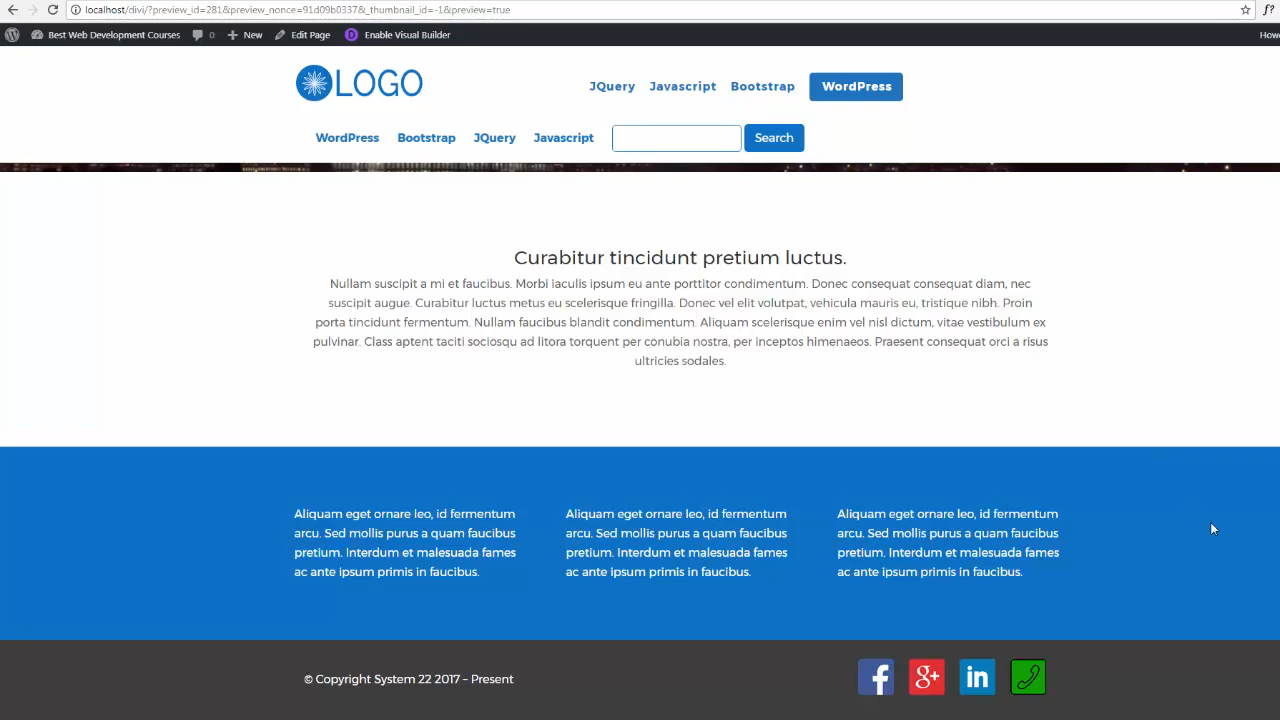 localhost/divi/?preview_id=281&preview_nonce=91d09b0337&_thumbnail_id=-1&preview=true
f?
Best Web Development Courses 0 New Edit Page D Enable Visual Builder How
LOGO
JQuery Javascript Bootstrap WordPress
WordPress Bootstrap JQuery Javascript Search
Curabitur tincidunt pretium luctus.
Nullam suscipit a mi et faucibus. Morbi iaculis ipsum eu ante porttitor condimentum. Donec consequat consequat diam, nec
suscipit augue. Curabitur luctus metus eu scelerisque fringilla. Donec vel elit volutpat, vehicula mauris eu, tristique nibh. Proin
porta tincidunt fermentum. Nullam faucibus blandit condimentum. Aliquam scelerisque enim vel nisl dictum, vitae vestibulum ex
pulvinar. Class aptent taciti sociosqu ad litora torquent per conubia nostra, per inceptos himenaeos. Praesent consequat orci a risus
ultricies sodales.
Aliquam eget ornare leo, id fermentum
arcu. Sed mollis purus a quam faucibus
pretium. Interdum et malesuada fames
ac ante ipsum primis in faucibus.
Aliquam eget ornare leo, id fermentum
arcu. Sed mollis purus a quam faucibus
pretium. Interdum et malesuada fames
ac ante ipsum primis in faucibus.
Aliquam eget ornare leo, id fermentum
arcu. Sed mollis purus a quam faucibus
pretium. Interdum et malesuada fames
ac ante ipsum primis in faucibus.
© Copyright System 22 2017 – Present
f g+ in